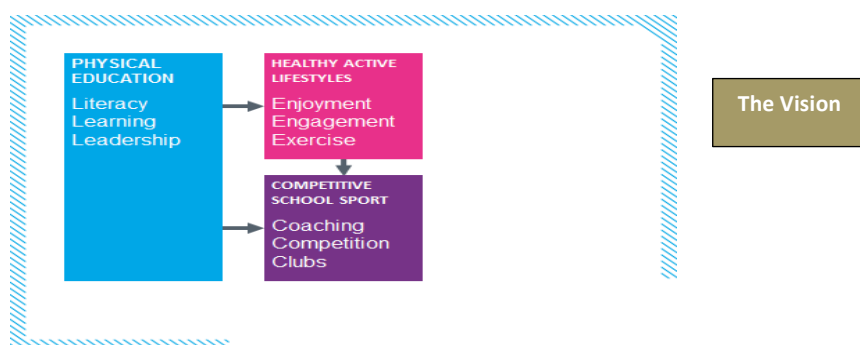 PHYSICAL
EDUCATION
Literacy
Learning
Leadership
HEALTHY ACTIVE
LIFESTYLES
Enjoyment
Engagement
Exercise
COMPETITIVE
SCHOOL SPORT
Coaching
Competition
Clubs
The Vision